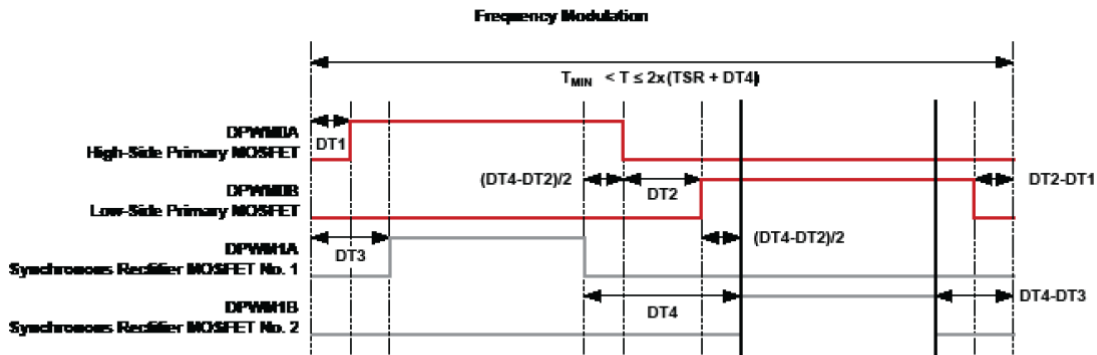 Frequency Modulation
TMIN < T ≤ 2x(TSR + DT4)
DPWM0A
High-Side Primary MOSFET
DT1
(DT4-DT2)/2
DT2
DT2-DT1
DPWM0B
Low-Side Primary MOSFET
(DT4-DT2)/2
DPWM1A
Synchronous Rectifier MOSFET No. 1
DT3
DT4
DT4-DT3
DPWM1B
Synchronous Rectifier MOSFET No. 2